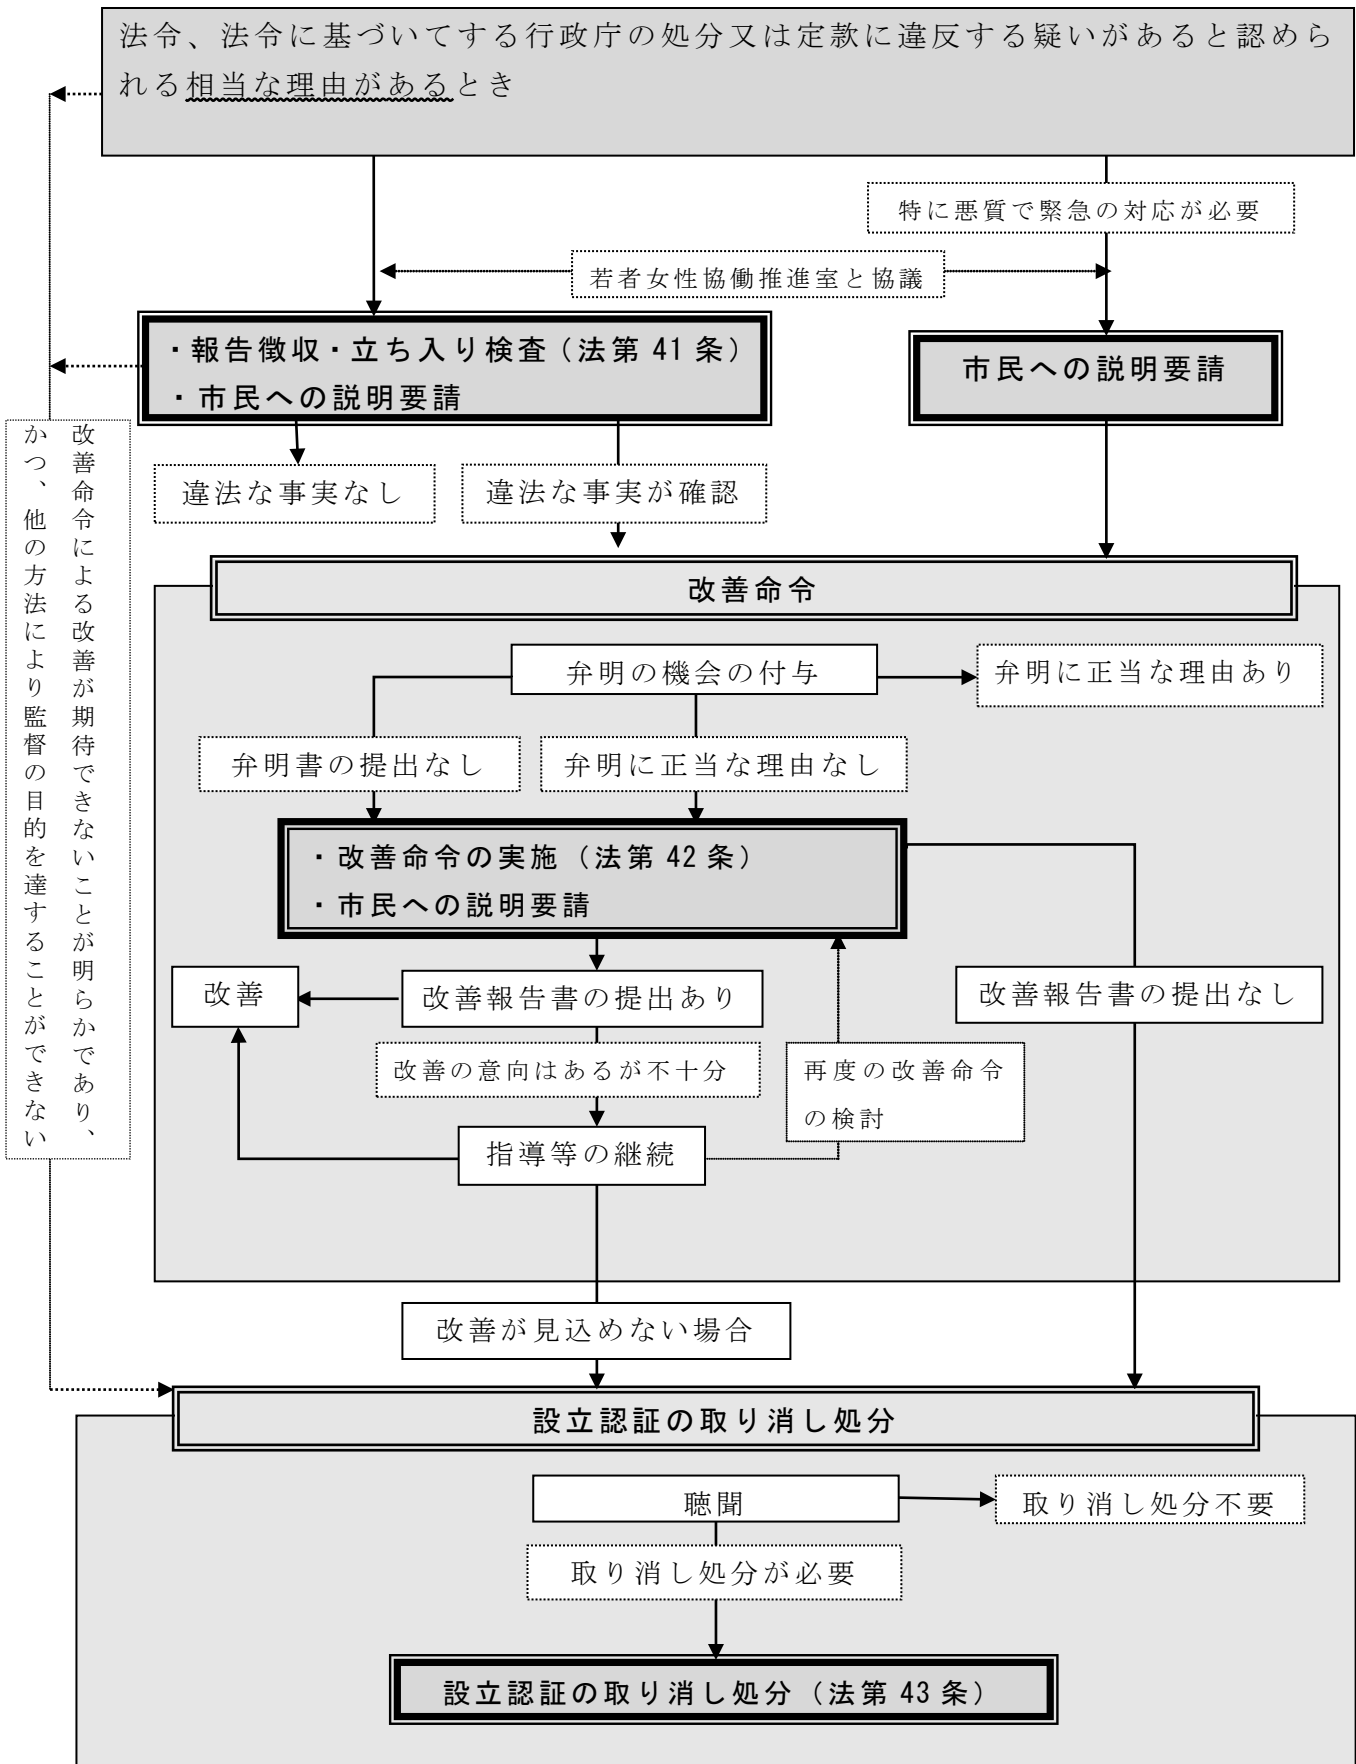 法令、法令に基づいてする行政庁の処分又は定款に違反する疑いがあると認めら
れる相当な理由があるとき
特に悪質で緊急の対応が必要
若者女性協働推進室と協議
・報告徴収・立ち入り検査（法第 41 条）
・市民への説明要請
市民への説明要請
違法な事実なし
違法な事実が確認
改善命令による改善が期待できないことが明らかであり、
かつ、他の方法により監督の目的を達することができない
改善命令
弁明の機会の付与
弁明に正当な理由あり
弁明書の提出なし
弁明に正当な理由なし
・改善命令の実施（法第 42 条）
・市民への説明要請
改善
改善報告書の提出あり
改善報告書の提出なし
改善の意向はあるが不十分
再度の改善命令
の検討
指導等の継続
改善が見込めない場合
設立認証の取り消し処分
聴聞
取り消し処分不要
取り消し処分が必要
設立認証の取り消し処分（法第 43 条）